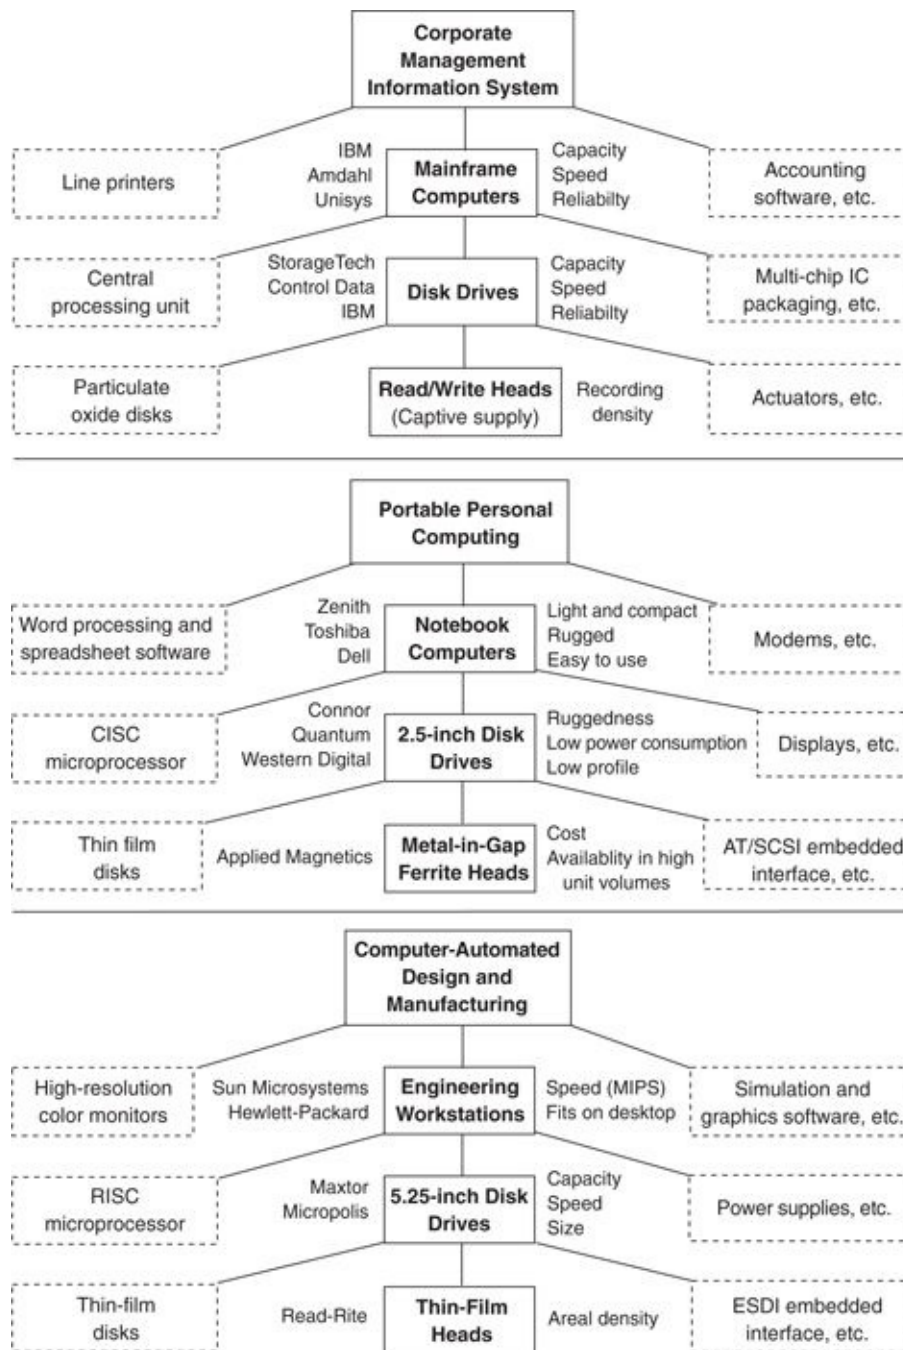 Corporate
Management
Information System
Line printers
IBM
Amdahl
Unisys
Mainframe
Computers
Capacity
Speed
Reliabilty
Accounting
software, etc.
Central
processing unit
StorageTech
Control Data
IBM
Disk Drives
Capacity
Speed
Reliabilty
Multi-chip IC
packaging, etc.
Particulate
oxide disks
Read/Write Heads
(Captive supply)
Recording
density
Actuators, etc.
Portable Personal
Computing
Word processing and
spreadsheet software
Zenith
Toshiba
Dell
Notebook
Computers
Light and compact
Rugged
Easy to use
Modems, etc.
CISC
microprocessor
Connor
Quantum
Western Digital
2.5-inch Disk
Drives
Ruggedness
Low power consumption
Low profile
Displays, etc.
Thin film
disks
Applied Magnetics
Metal-in-Gap
Ferrite Heads
Cost
Availablity in high
unit volumes
AT/SCSI embedded
interface, etc.
Computer-Automated
Design and
Manufacturing
High-resolution
color monitors
Sun Microsystems
Hewlett-Packard
Engineering
Workstations
Speed (MIPS)
Fits on desktop
Simulation and
graphics software, etc.
RISC
microprocessor
Maxtor
Micropolis
5.25-inch Disk
Drives
Capacity
Speed
Size
Power supplies, etc.
Thin-film
disks
Read-Rite
Thin-Film
Heads
Areal density
ESDI embedded
interface, etc.